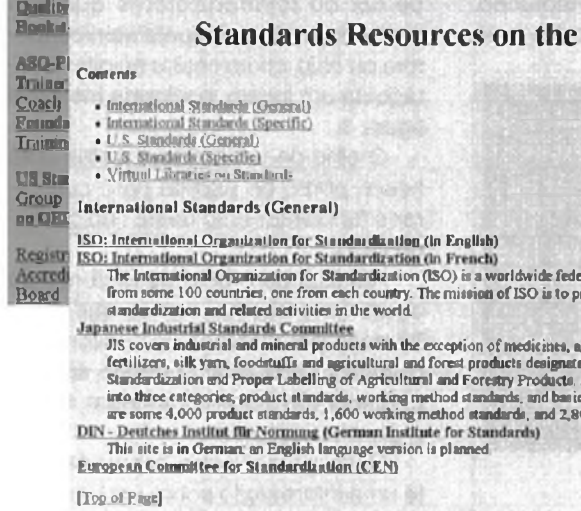 Quality
Standards Resources on the
ASQ-
Trainer
Coach
Training
US
Group
on
Board
Contents
• International Standards (General)
• International Standards (Specific)
• U.S. Standards (General)
• U.S. Standards (Specific)
• Virtual Libraries on Standards
International Standards (General)
ISO: International Organization for Standardization (in English)
ISO: International Organization for Standardization (in French)
The International Organization for Standardization (ISO) is a worldwide fede
from some 100 countries, one from each country. The mission of ISO is to pr
standardization and related activities in the world.
Japanese Industrial Standards Committee
JIS covers industrial and mineral products with the exception of medicines, a
fertilizers, silk yarn, foodstuffs and agricultural and forest products designate
Standardization and Proper Labelling of Agricultural and Forestry Products.
into three categories; product standards, working method standards, and basic
are some 4,000 product standards, 1,600 working method standards, and 2,8
DIN - Deutches Institut für Normung (German Institute for Standards)
This site is in German: an English language version is planned.
European Committee for Standardization (CEN)
[Top of Page]